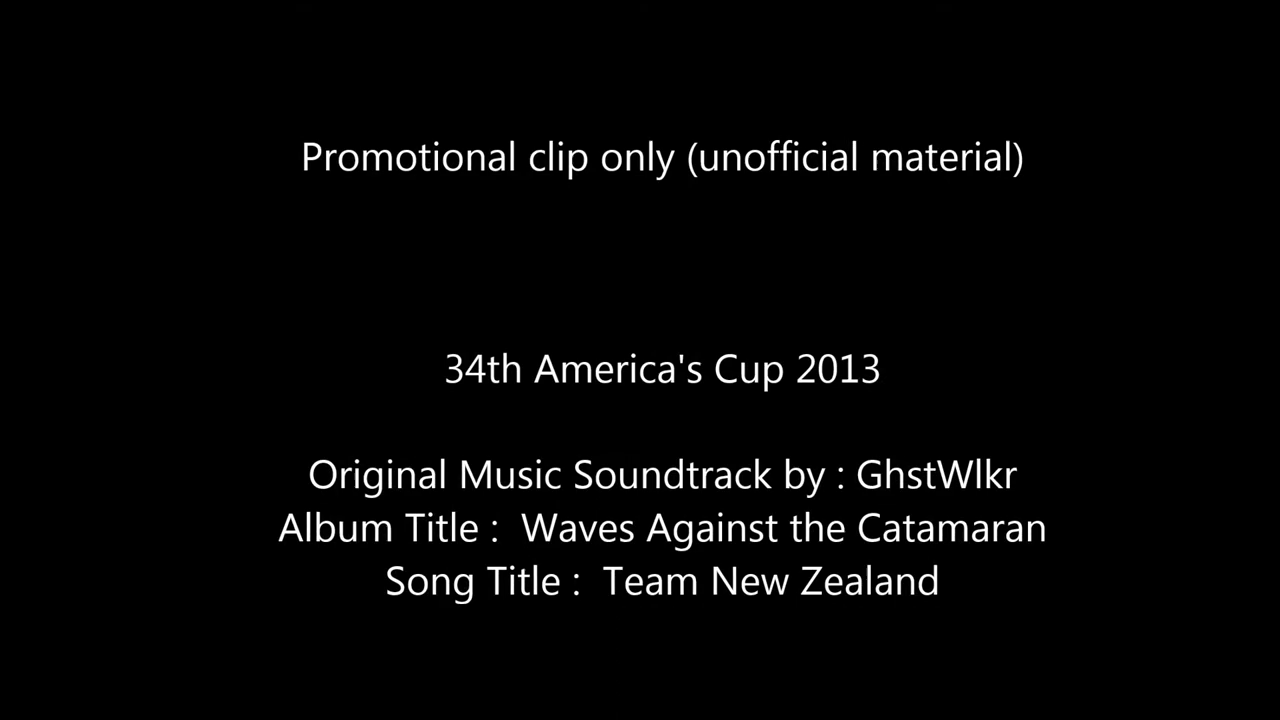 Promotional clip only (unofficial material)
34th America's Cup 2013
Original Music Soundtrack by : GhstWlkr
Album Title :  Waves Against the Catamaran
Song Title :  Team New Zealand